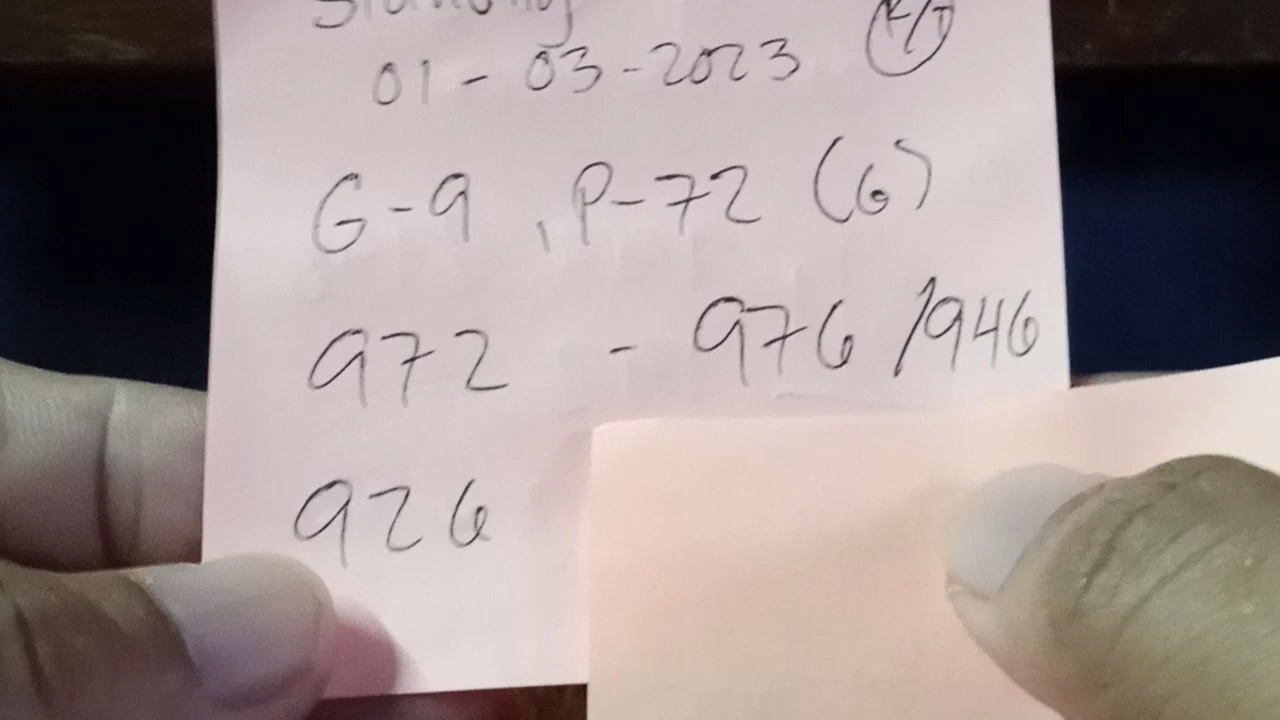 01-03-2023 K/T
G-9, P-72 (6)
972 - 976/946
926